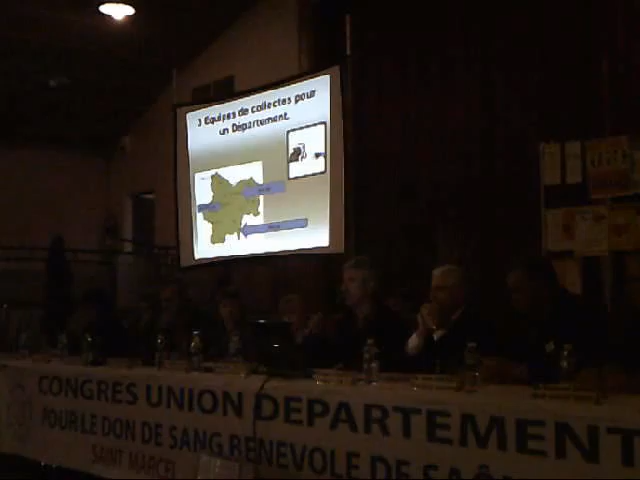 3 Equipes de collectes pour
un Département.
CONGRES UNION DEPARTEMENT
POUR LE DON DE SANG BENEVOLE DE SAÔ
SAINT MARCEL